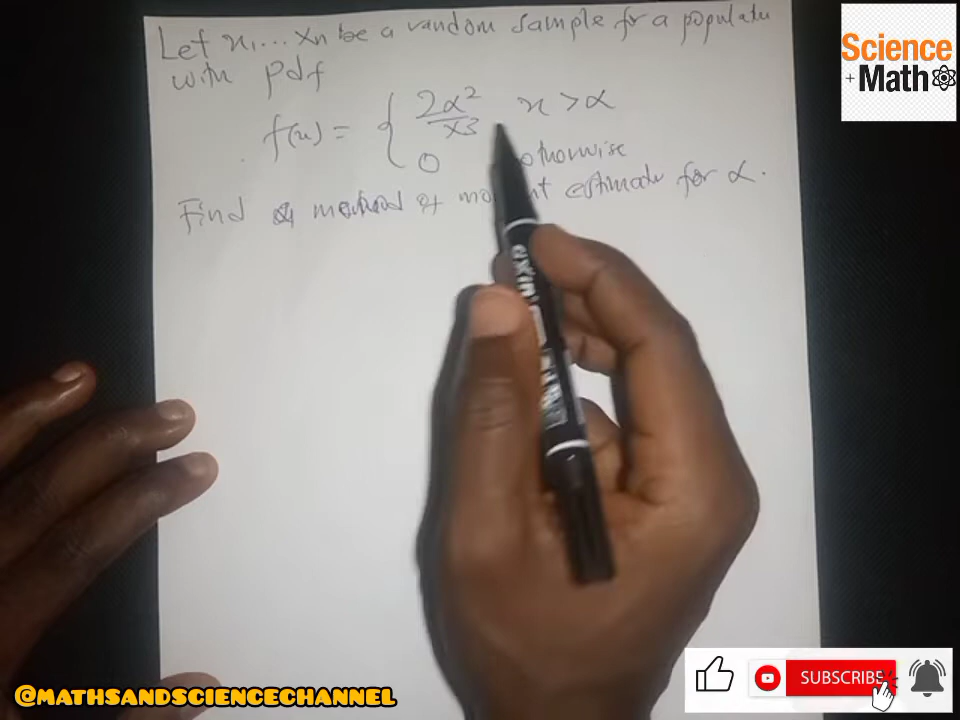 Let x1,... xn be a random sample for a populatn
with pdf
f(x) = { 2α²/x3 x > α
0 otherwise
Find method of moment estimate for α.
Science
+ Math
SUBSCRIBE
@MATHSANDSCIENCECHANNEL